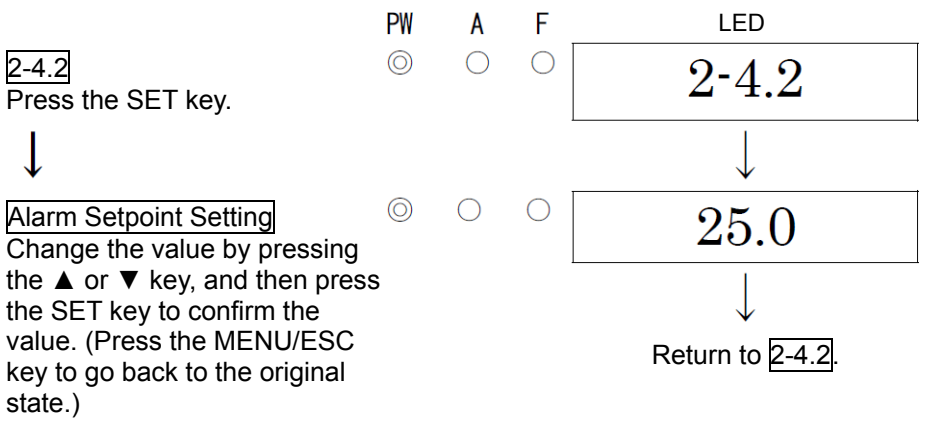 PW A F LED
2-4.2
Press the SET key.
2-4.2
↓ ↓
Alarm Setpoint Setting
Change the value by pressing
the ▲ or ▼ key, and then press
the SET key to confirm the
value. (Press the MENU/ESC
key to go back to the original
state.)
25.0
↓
Return to 2-4.2.